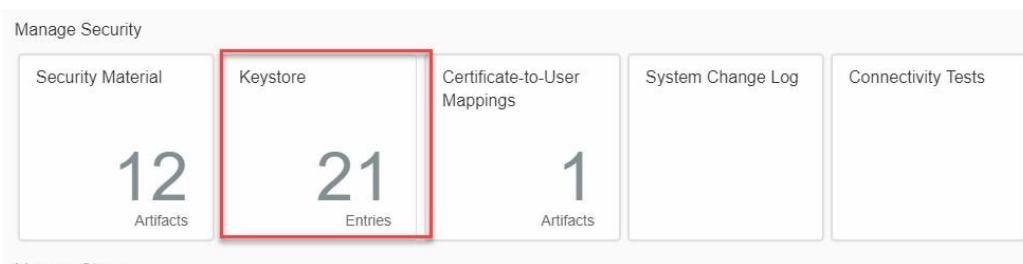 Manage Security
Security Material
Keystore
Certificate-to-User
Mappings
System Change Log
Connectivity Tests
12
Artifacts
21
Entries
1
Artifacts